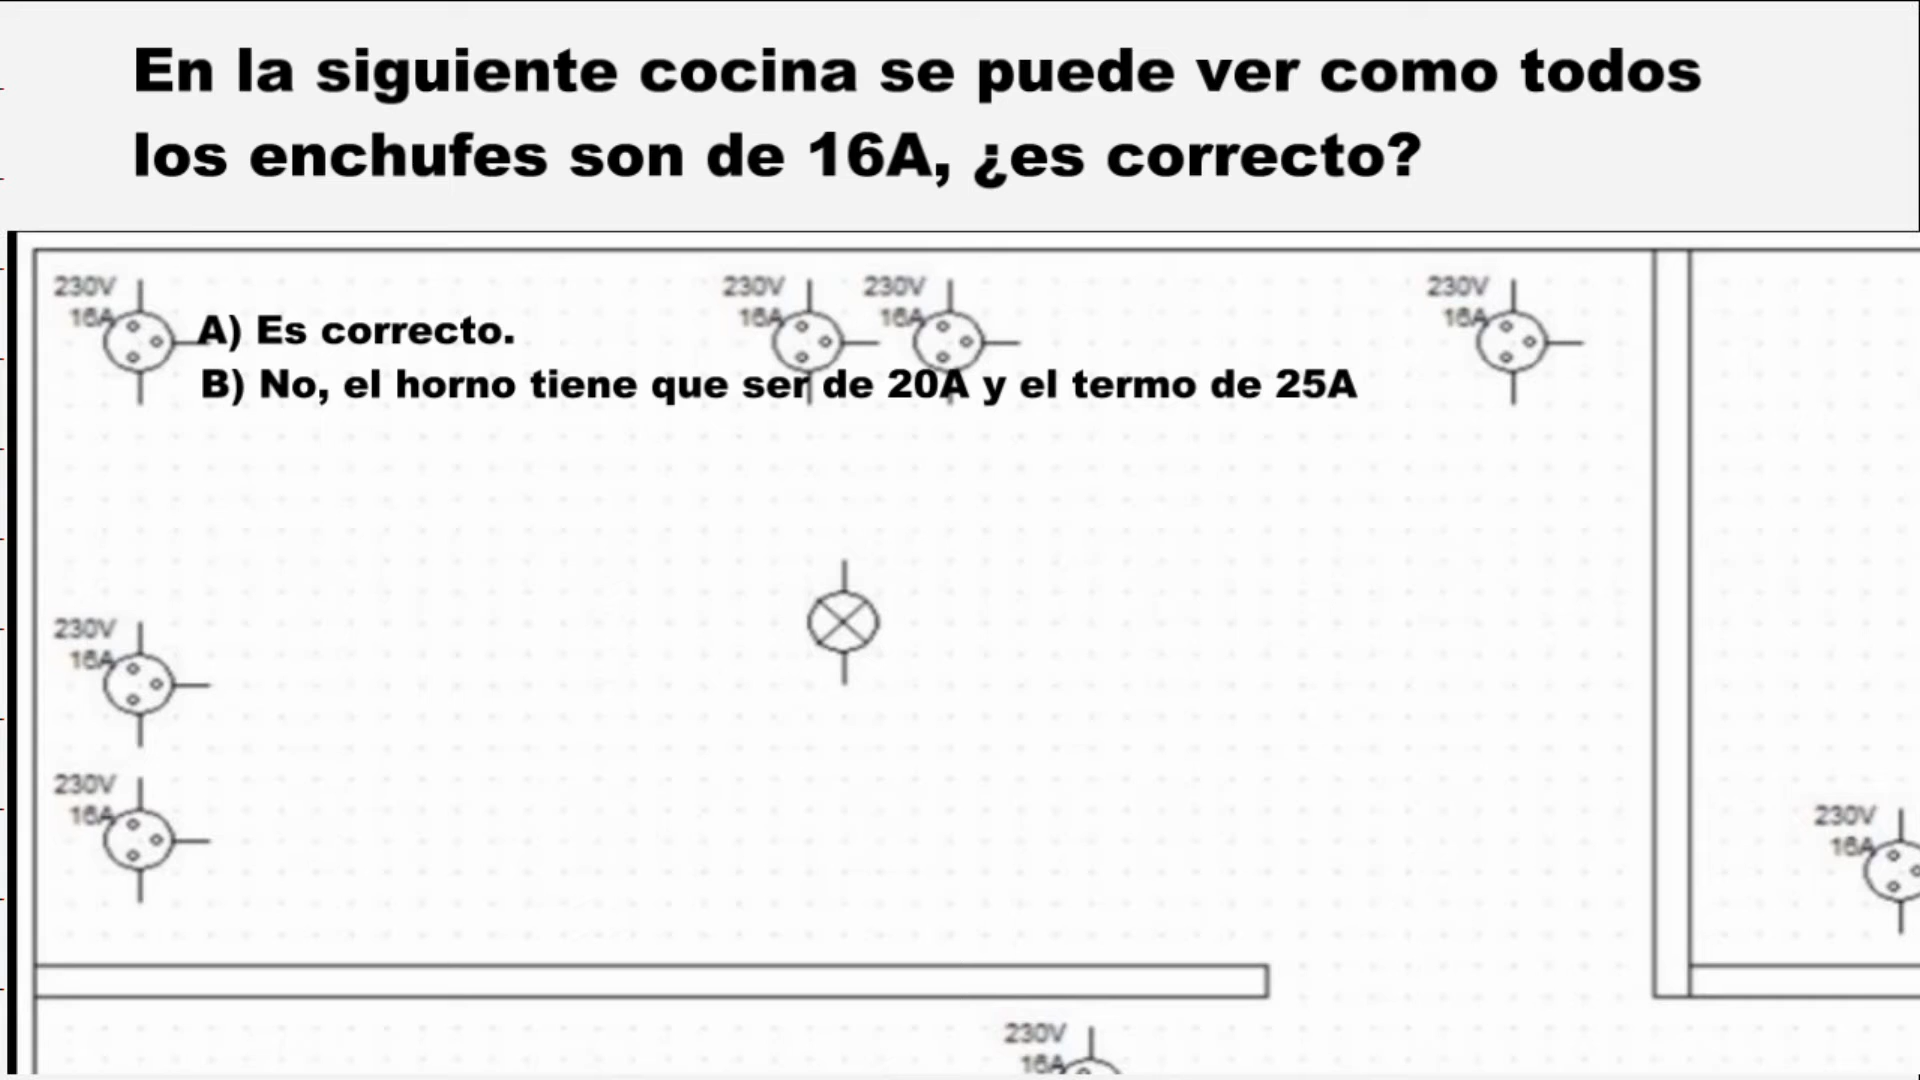 En la siguiente cocina se puede ver como todos
los enchufes son de 16A, ¿es correcto?
230V
16A
230V
16A
230V
16A
230V
16A
A) Es correcto.
B) No, el horno tiene que ser de 20A y el termo de 25A
230V
16A
230V
16A
230V
16A
230V
16A